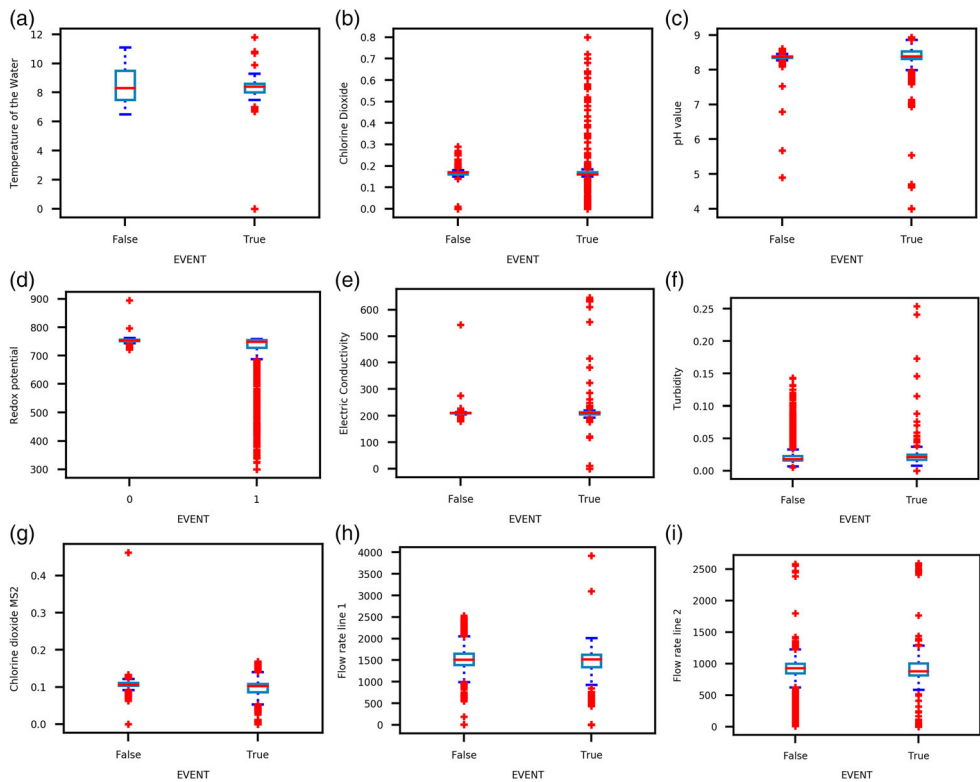 (a)
Temperature of the Water
12
10
8
6
4
2
0
False True
EVENT
(b)
Chlorine Dioxide
0.8
0.7
0.6
0.5
0.4
0.3
0.2
0.1
0.0
False True
EVENT
(c)
pH value
9
8
7
6
5
4
False True
EVENT
(d)
Redox potential
900
800
700
600
500
400
300
0 1
EVENT
(e)
Electric Conductivity
600
500
400
300
200
100
0
False True
EVENT
(f)
Turbidity
0.25
0.20
0.15
0.10
0.05
0.00
False True
EVENT
(g)
Chlorine dioxide MS2
0.4
0.3
0.2
0.1
0.0
False True
EVENT
(h)
Flow rate line 1
4000
3500
3000
2500
2000
1500
1000
500
0
False True
EVENT
(i)
Flow rate line 2
2500
2000
1500
1000
500
0
False True
EVENT